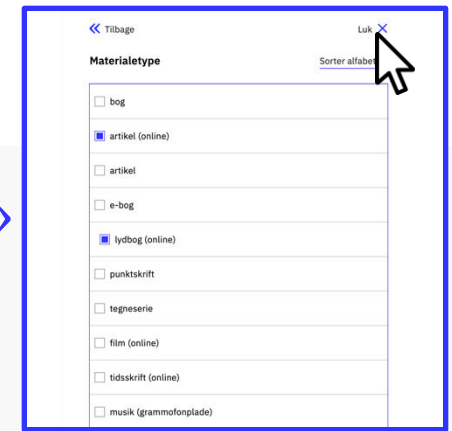 Tilbage
Luk
Materialetype
Sorter
bog
artikel (online)
artikel
e-bog
lydbog (online)
punktskrift
tegneserie
film (online)
tidsskrift (online)
musik (grammofonplade)